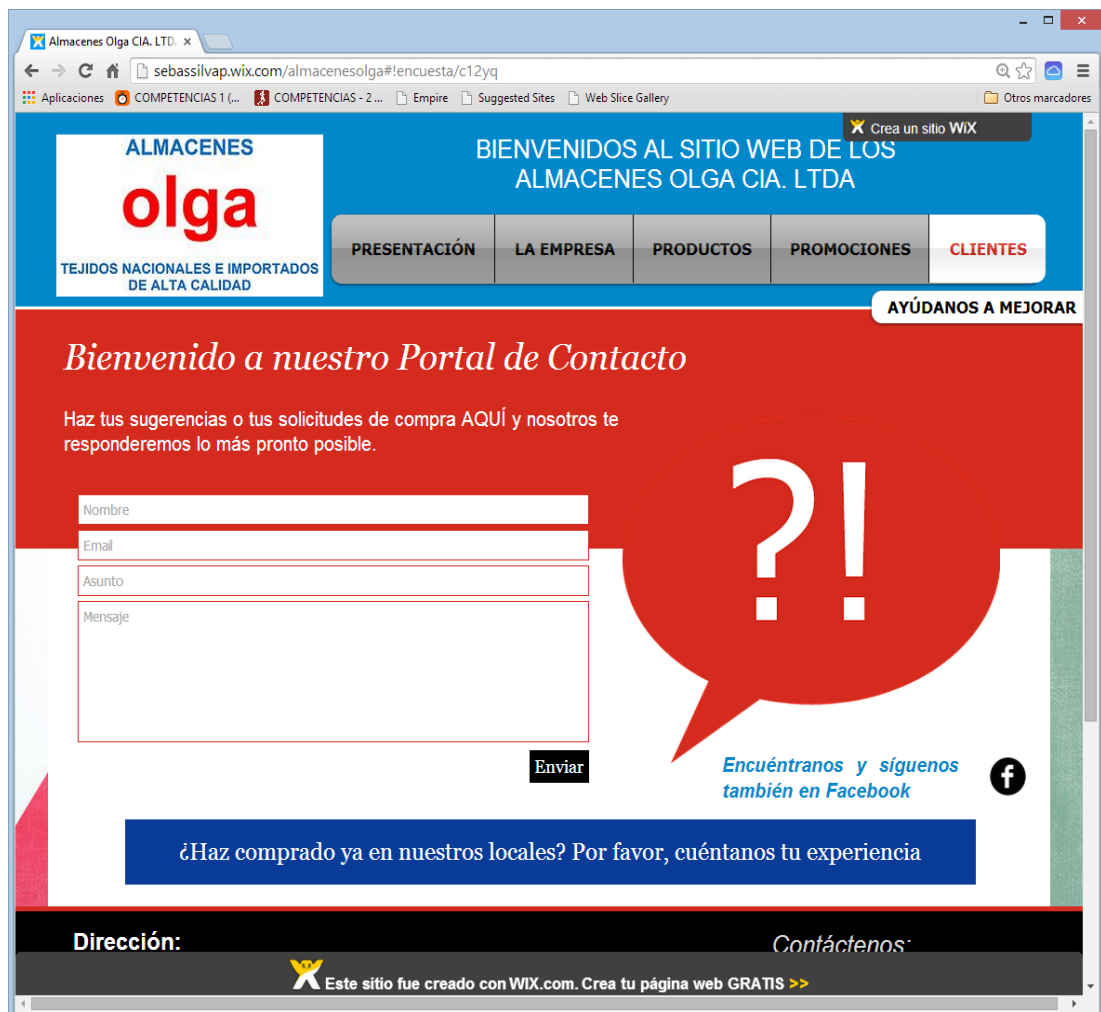 Almacenes Olga CIA. LTD.
sebassilvap.wix.com/almacenesolga#!encuesta/c12yq
Aplicaciones COMPETENCIAS 1 (... COMPETENCIAS - 2 ... Empire Suggested Sites Web Slice Gallery Otros marcadores
Crea un sitio WiX
ALMACENES
olga
TEJIDOS NACIONALES E IMPORTADOS
DE ALTA CALIDAD
BIENVENIDOS AL SITIO WEB DE LOS
ALMACENES OLGA CIA. LTDA
PRESENTACIÓN LA EMPRESA PRODUCTOS PROMOCIONES CLIENTES
AYÚDANOS A MEJORAR
Bienvenido a nuestro Portal de Contacto
Haz tus sugerencias o tus solicitudes de compra AQUÍ y nosotros te
responderemos lo más pronto posible.
Nombre
Email
Asunto
Mensaje
?!
Enviar
Encuéntranos y síguenos
también en Facebook
f
¿Haz comprado ya en nuestros locales? Por favor, cuéntanos tu experiencia
Dirección:
Contáctenos:
Este sitio fue creado con WIX.com. Crea tu página web GRATIS >>